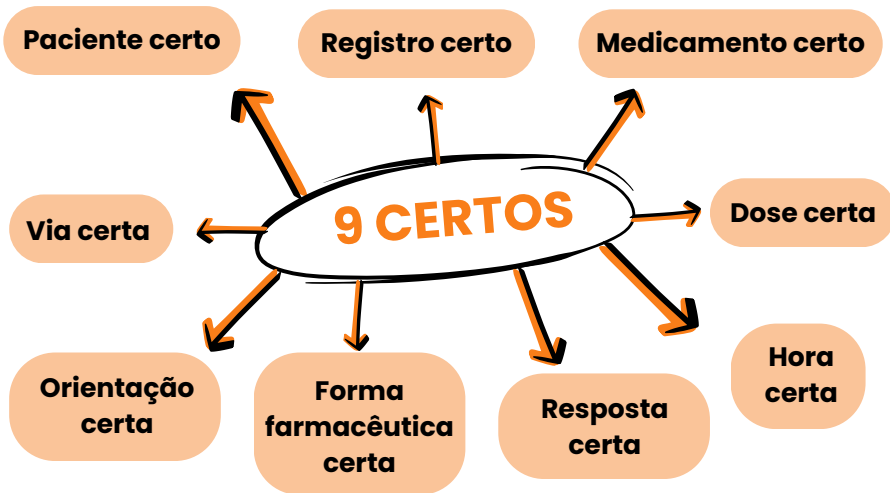 Paciente certo
Registro certo
Medicamento certo
Via certa
9 CERTOS
Dose certa
Orientação
certa
Forma
farmacêutica
certa
Resposta
certa
Hora
certa